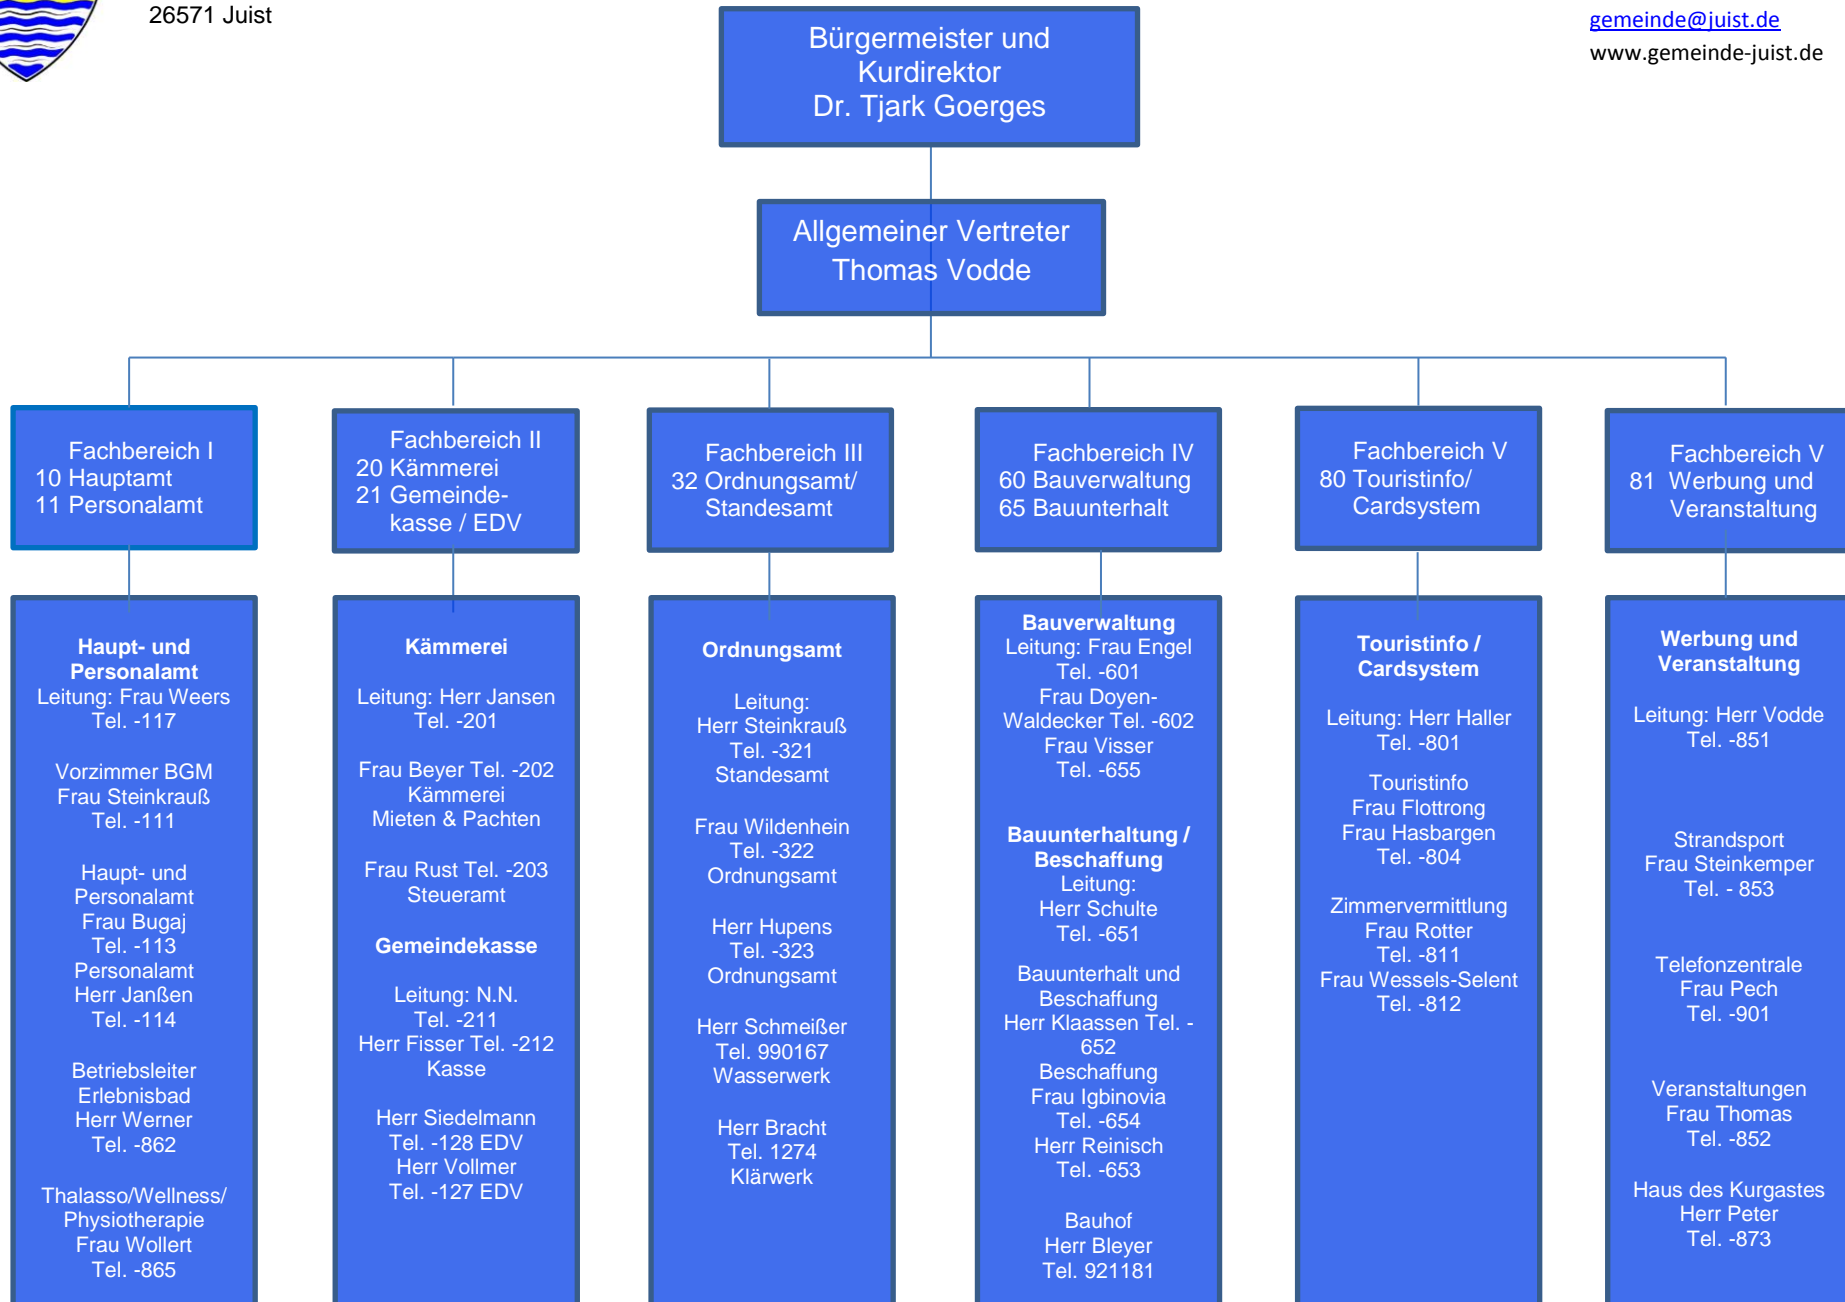 26571 Juist
gemeinde@juist.de
www.gemeinde-juist.de
Bürgermeister und
Kurdirektor
Dr. Tjark Goerges
Allgemeiner Vertreter
Thomas Vodde
Fachbereich I
10 Hauptamt
11 Personalamt
Fachbereich II
20 Kämmerei
21 Gemeinde-
kasse / EDV
Fachbereich III
32 Ordnungsamt/
Standesamt
Fachbereich IV
60 Bauverwaltung
65 Bauunterhalt
Fachbereich V
80 Touristinfo/
Cardsystem
Fachbereich V
81 Werbung und
Veranstaltung
Haupt- und
Personalamt
Leitung: Frau Weers
Tel. -117
Vorzimmer BGM
Frau Steinkrauß
Tel. -111
Haupt- und
Personalamt
Frau Bugaj
Tel. -113
Personalamt
Herr Janßen
Tel. -114
Betriebsleiter
Erlebnisbad
Herr Werner
Tel. -862
Thalasso/Wellness/
Physiotherapie
Frau Wollert
Tel. -865
Kämmerei
Leitung: Herr Jansen
Tel. -201
Frau Beyer Tel. -202
Kämmerei
Mieten & Pachten
Frau Rust Tel. -203
Steueramt
Gemeindekasse
Leitung: N.N.
Tel. -211
Herr Fisser Tel. -212
Kasse
Herr Siedelmann
Tel. -128 EDV
Herr Vollmer
Tel. -127 EDV
Ordnungsamt
Leitung:
Herr Steinkrauß
Tel. -321
Standesamt
Frau Wildenhein
Tel. -322
Ordnungsamt
Herr Hupens
Tel. -323
Ordnungsamt
Herr Schmeißer
Tel. 990167
Wasserwerk
Herr Bracht
Tel. 1274
Klärwerk
Bauverwaltung
Leitung: Frau Engel
Tel. -601
Frau Doyen-
Waldecker Tel. -602
Frau Visser
Tel. -655
Bauunterhaltung /
Beschaffung
Leitung:
Herr Schulte
Tel. -651
Bauunterhalt und
Beschaffung
Herr Klaassen Tel. -
652
Beschaffung
Frau Igbinovia
Tel. -654
Herr Reinisch
Tel. -653
Bauhof
Herr Bleyer
Tel. 921181
Touristinfo /
Cardsystem
Leitung: Herr Haller
Tel. -801
Touristinfo
Frau Flottrong
Frau Hasbargen
Tel. -804
Zimmervermittlung
Frau Rotter
Tel. -811
Frau Wessels-Selent
Tel. -812
Werbung und
Veranstaltung
Leitung: Herr Vodde
Tel. -851
Strandsport
Frau Steinkemper
Tel. - 853
Telefonzentrale
Frau Pech
Tel. -901
Veranstaltungen
Frau Thomas
Tel. -852
Haus des Kurgastes
Herr Peter
Tel. -873